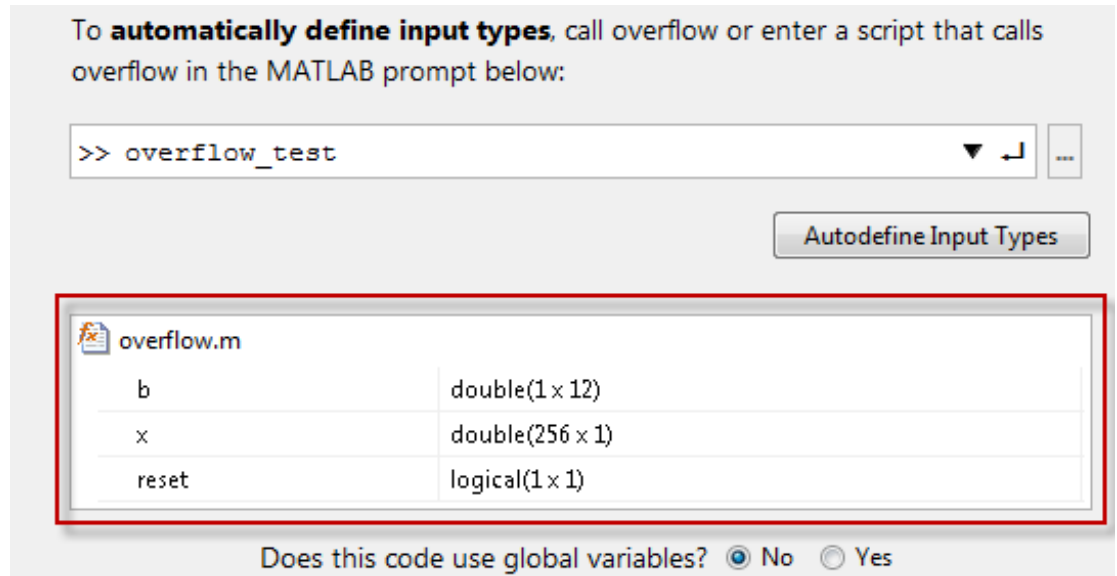 To automatically define input types, call overflow or enter a script that calls
overflow in the MATLAB prompt below:
>> overflow_test
...
Autodefine Input Types
overflow.m
b double(1 x 12)
x double(256 x 1)
reset logical(1 x 1)
Does this code use global variables? No Yes